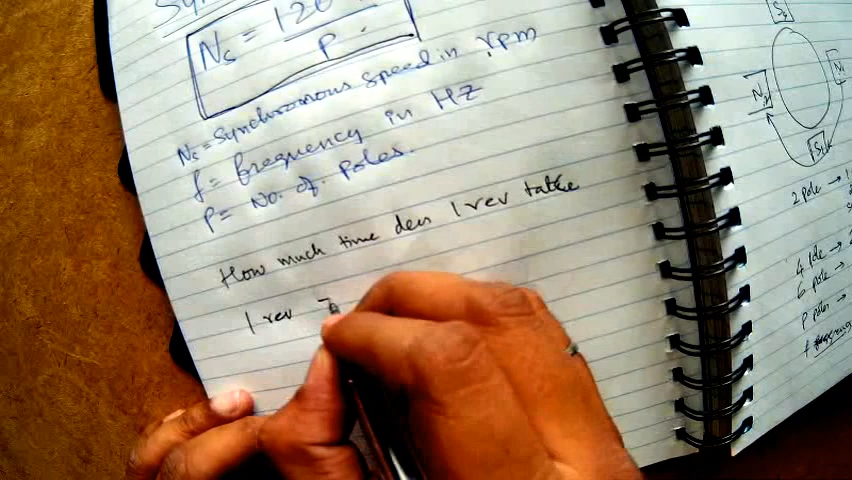 Ns = 120
P
Ns = Synchronous speed in rpm
f = frequency in HZ
P = No. of poles.
How much time does 1 rev take
1 rev
N
2 pole → 1
4 pole →
6 pole →
P poles →
f